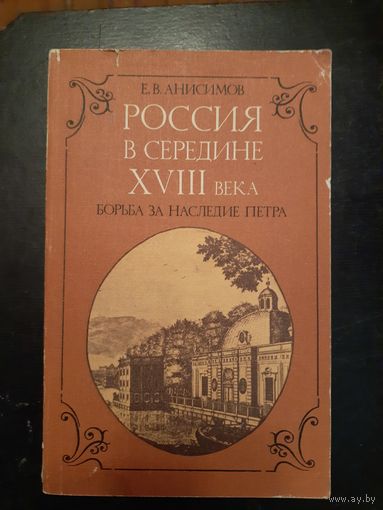 Е.В. АНИСИМОВ
РОССИЯ
В СЕРЕДИНЕ
XVIII ВЕКА
БОРЬБА ЗА НАСЛЕДИЕ ПЕТРА
www.ay.by